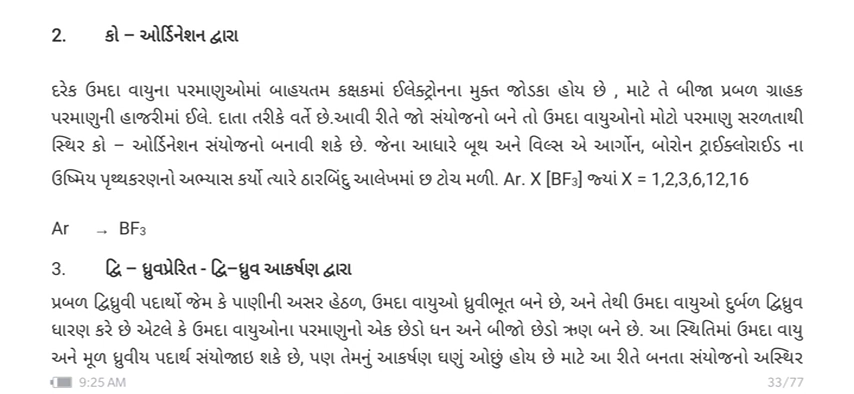 2. કો – ઓર્ડિનેશન દ્વારા
દરેક ઉમદા વાયુના પરમાણુઓમાં બાહયતમ કક્ષકમાં ઈલેક્ટ્રોનના મુક્ત જોડકા હોય છે , માટે તે બીજા પ્રબળ ગ્રાહક
પરમાણુની હાજરીમાં ઈલે. દાતા તરીકે વર્તે છે.આવી રીતે જો સંયોજનો બને તો ઉમદા વાયુઓનો મોટો પરમાણુ સરળતાથી
સ્થિર કો – ઓર્ડિનેશન સંયોજનો બનાવી શકે છે. જેના આધારે બૂથ અને વિલ્સ એ આર્ગોન, બોરોન ટ્રાઈક્લોરાઈડ ના
ઉષ્મિય પૃથ્થકરણનો અભ્યાસ કર્યો ત્યારે ઠારબિંદુ આલેખમાં છ ટોચ મળી. Ar. X [BF₃] જ્યાં X = 1,2,3,6,12,16
Ar → BF₃
3. દ્વિ – ધ્રુવપ્રેરિત - દ્વિ–ધ્રુવ આકર્ષણ દ્વારા
પ્રબળ દ્વિધ્રુવી પદાર્થો જેમ કે પાણીની અસર હેઠળ, ઉમદા વાયુઓ ધ્રુવીભૂત બને છે, અને તેથી ઉમદા વાયુઓ દુર્બળ દ્વિધ્રુવ
ધારણ કરે છે એટલે કે ઉમદા વાયુઓના પરમાણુનો એક છેડો ધન અને બીજો છેડો ઋણ બને છે. આ સ્થિતિમાં ઉમદા વાયુ
અને મૂળ ધ્રુવીય પદાર્થ સંયોજાઇ શકે છે, પણ તેમનું આકર્ષણ ઘણું ઓછું હોય છે માટે આ રીતે બનતા સંયોજનો અસ્થિર
9:25 AM 33/77